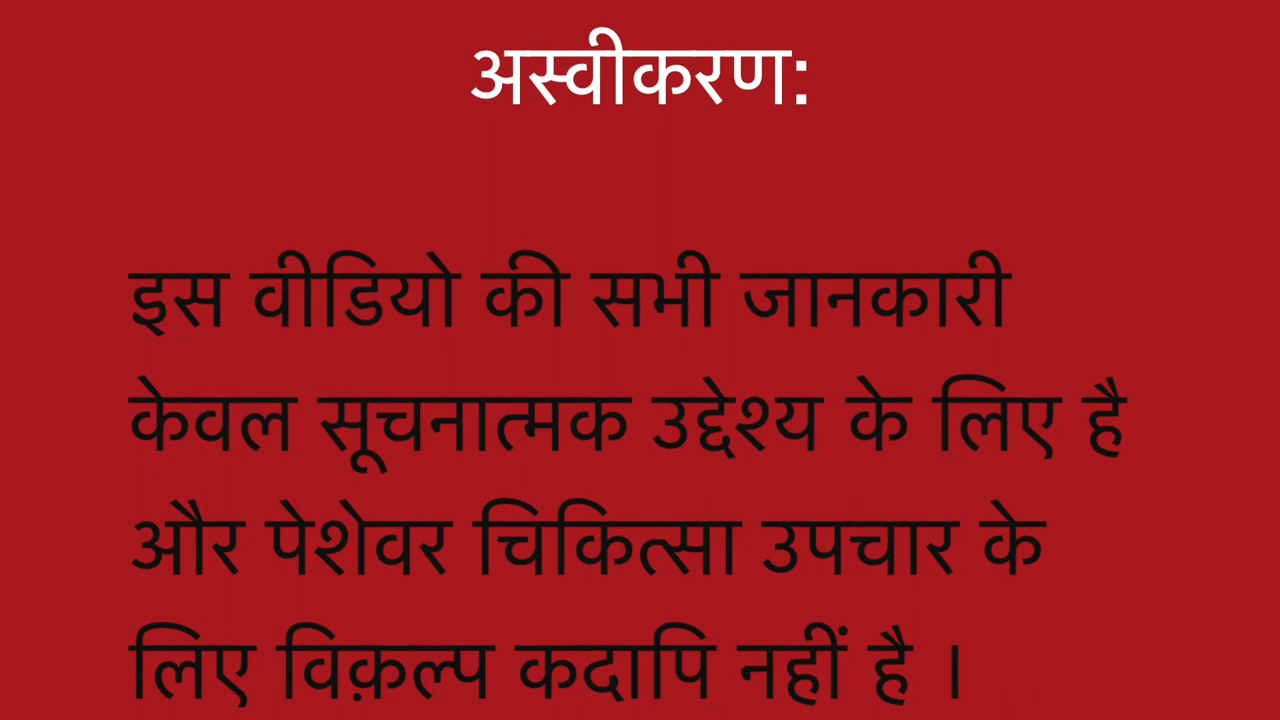 अस्वीकरण:
इस वीडियो की सभी जानकारी
केवल सूचनात्मक उद्देश्य के लिए है
और पेशेवर चिकित्सा उपचार के
लिए विक़ल्प कदापि नहीं है ।